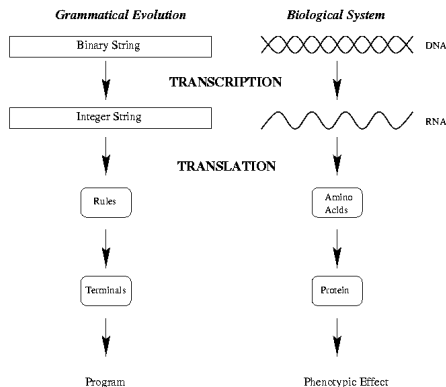 Grammatical Evolution
Biological System
Binary String
DNA
TRANSCRIPTION
Integer String
RNA
TRANSLATION
Rules
Amino
Acids
Terminals
Protein
Program
Phenotypic Effect